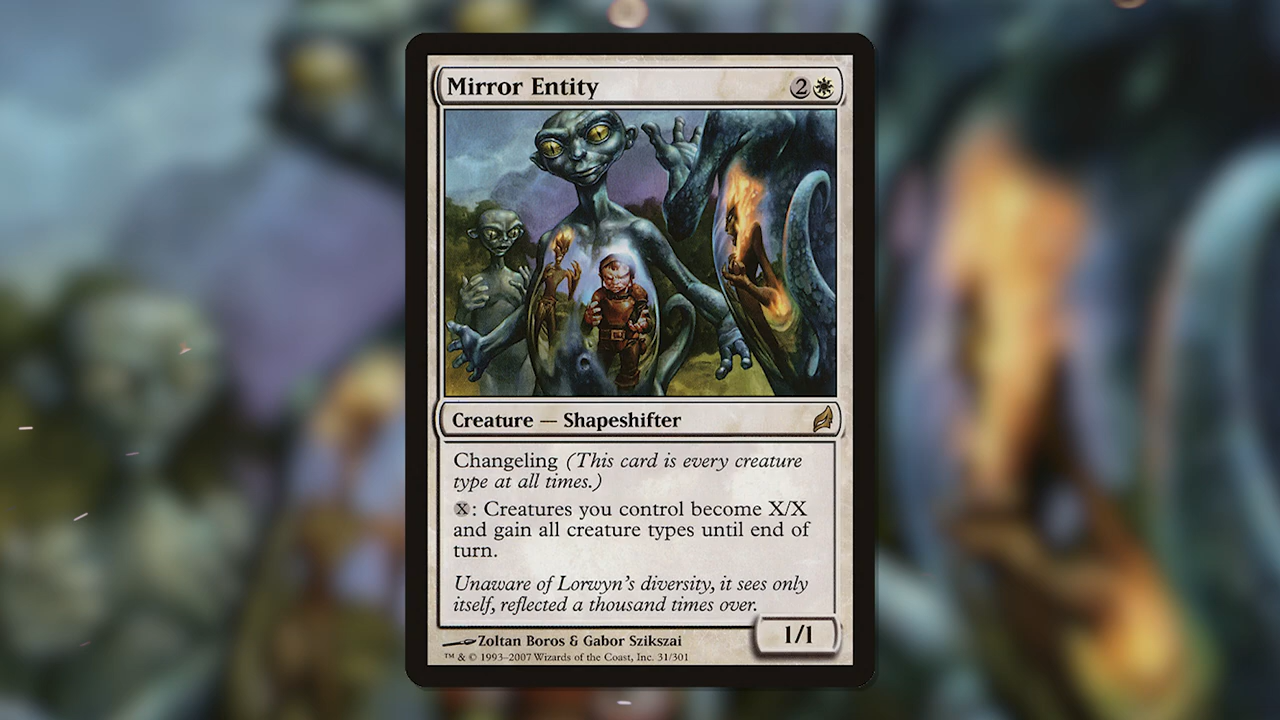 Mirror Entity 2
Creature — Shapeshifter
Changeling (This card is every creature
type at all times.)
X: Creatures you control become X/X
and gain all creature types until end of
turn.
Unaware of Lorwyn's diversity, it sees only
itself, reflected a thousand times over.
Zoltan Boros & Gabor Szikszai
1/1
™ & © 1993–2007 Wizards of the Coast, Inc. 31/301